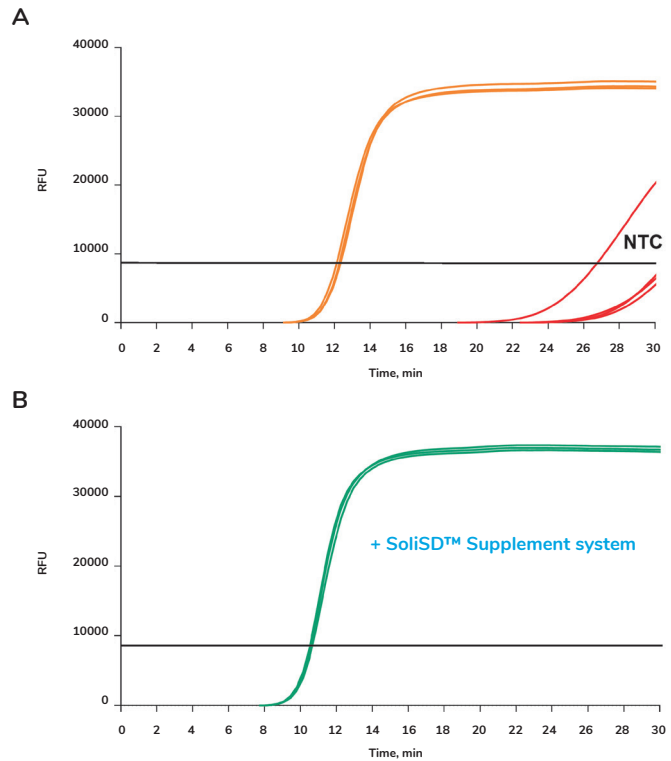 A
40000
30000
20000
10000
0
RFU
NTC
0 2 4 6 8 10 12 14 16 18 20 22 24 26 28 30
Time, min
B
40000
30000
20000
10000
0
RFU
+ SoliSD™ Supplement system
0 2 4 6 8 10 12 14 16 18 20 22 24 26 28 30
Time, min